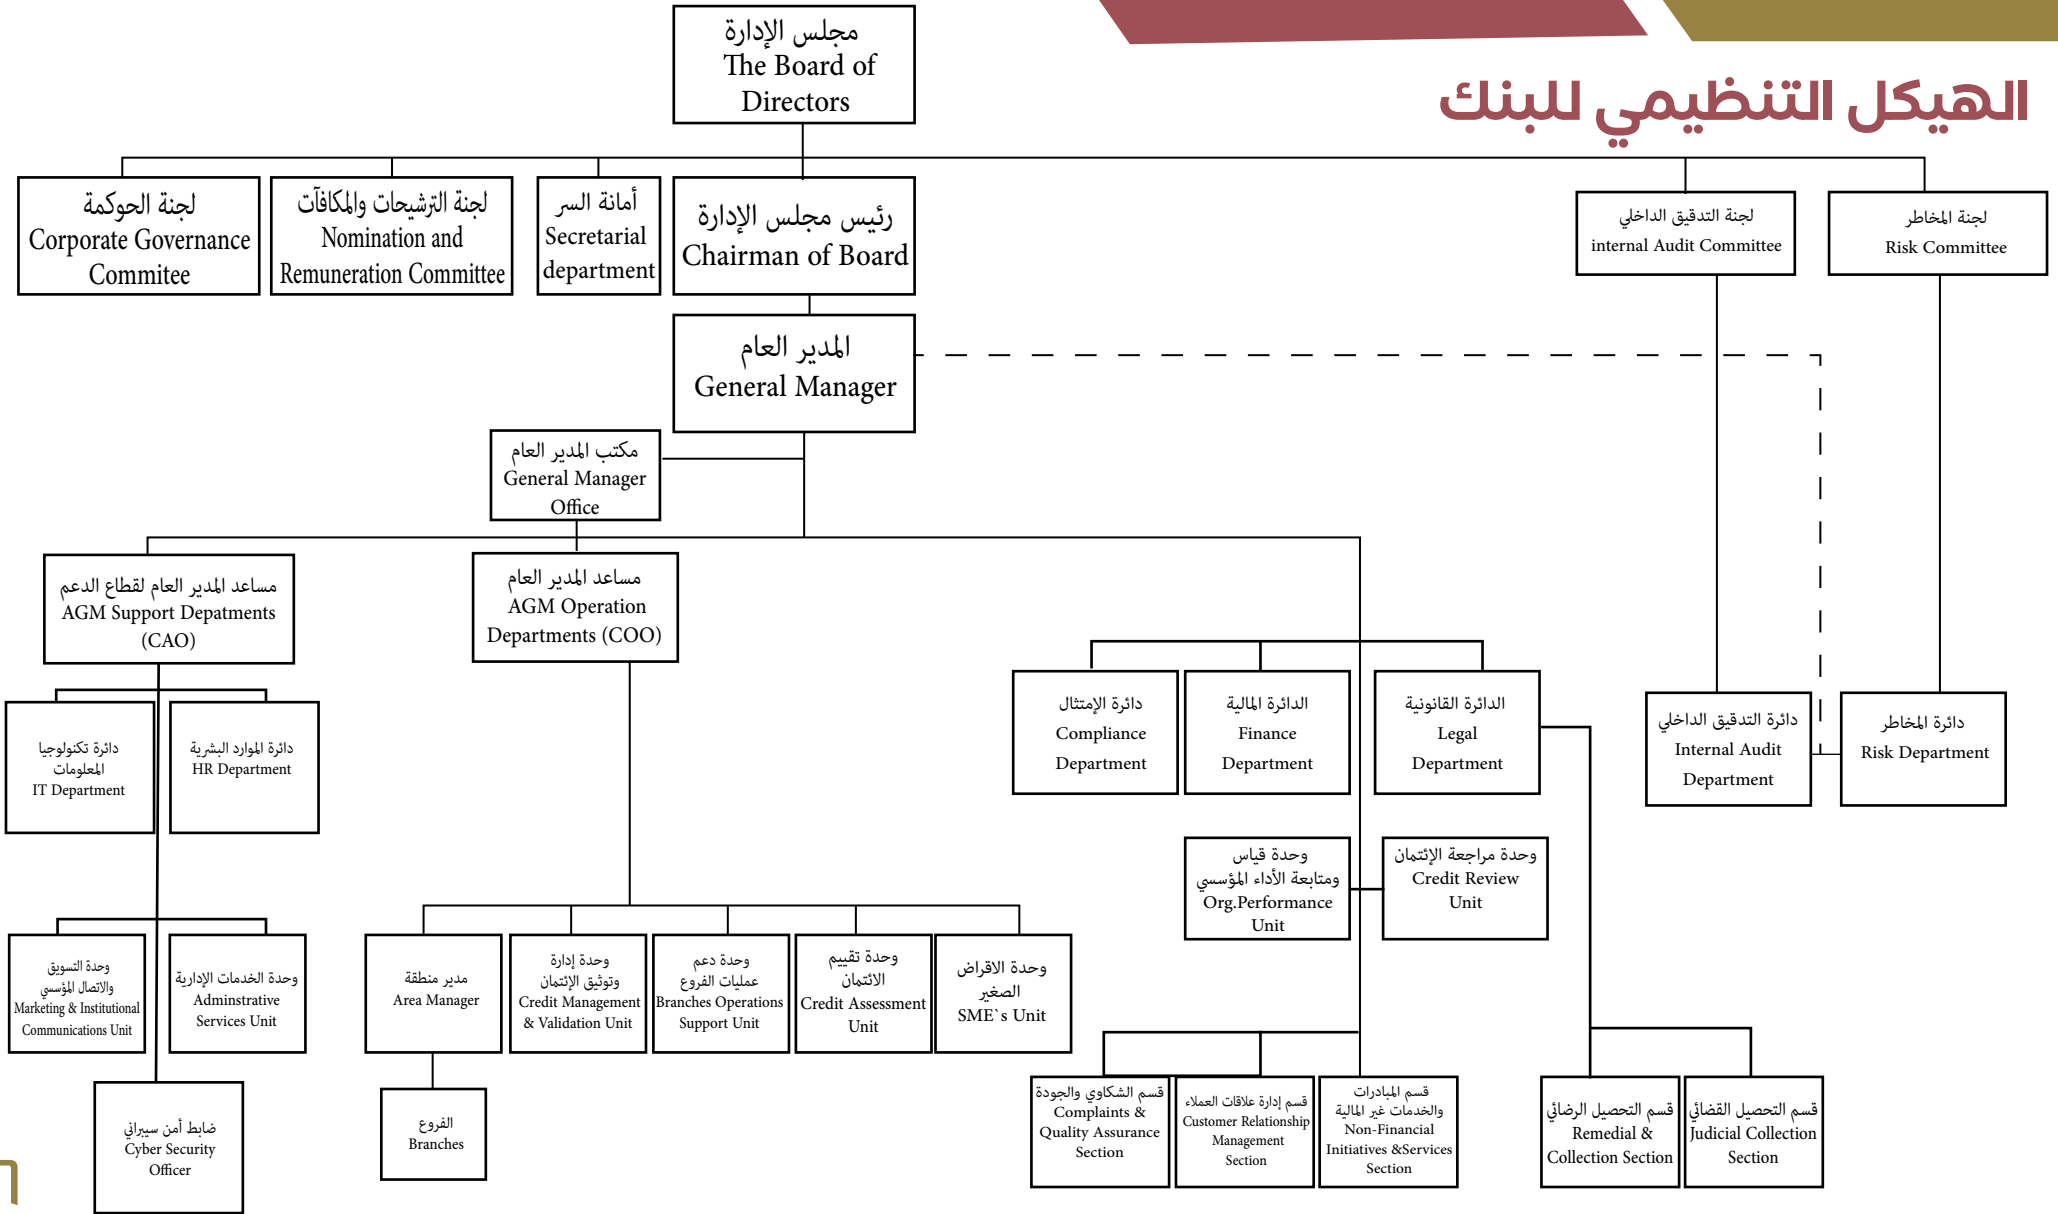 الهيكل التنظيمي للبنك
مجلس الإدارة
The Board of
Directors
لجنة الحوكمة
Corporate Governance
Commitee
لجنة الترشيحات والمكافآت
Nomination and
Remuneration Committee
أمانة السر
Secretarial
department
رئيس مجلس الإدارة
Chairman of Board
لجنة التدقيق الداخلي
internal Audit Committee
لجنة المخاطر
Risk Committee
المدير العام
General Manager
مكتب المدير العام
General Manager
Office
مساعد المدير العام لقطاع الدعم
AGM Support Depatments
(CAO)
مساعد المدير العام
AGM Operation
Departments (COO)
دائرة تكنولوجيا
المعلومات
IT Department
دائرة الموارد البشرية
HR Department
دائرة الإمتثال
Compliance
Department
الدائرة المالية
Finance
Department
الدائرة القانونية
Legal
Department
دائرة التدقيق الداخلي
Internal Audit
Department
دائرة المخاطر
Risk Department
وحدة قياس
ومتابعة الأداء المؤسسي
Org.Performance
Unit
وحدة مراجعة الإئتمان
Credit Review
Unit
وحدة التسويق
والاتصال المؤسسي
Marketing & Institutional
Communications Unit
وحدة الخدمات الإدارية
Adminstrative
Services Unit
مدير منطقة
Area Manager
وحدة إدارة
وتوثيق الإئتمان
Credit Management
& Validation Unit
وحدة دعم
عمليات الفروع
Branches Operations
Support Unit
وحدة تقييم
الائتمان
Credit Assessment
Unit
وحدة الاقراض
الصغير
SME`s Unit
ضابط أمن سيبراني
Cyber Security
Officer
الفروع
Branches
قسم الشكاوي والجودة
Complaints &
Quality Assurance
Section
قسم إدارة علاقات العملاء
Customer Relationship
Management
Section
قسم المبادرات
والخدمات غير المالية
Non-Financial
Initiatives &Services
Section
قسم التحصيل الرضائي
Remedial &
Collection Section
قسم التحصيل القضائي
Judicial Collection
Section